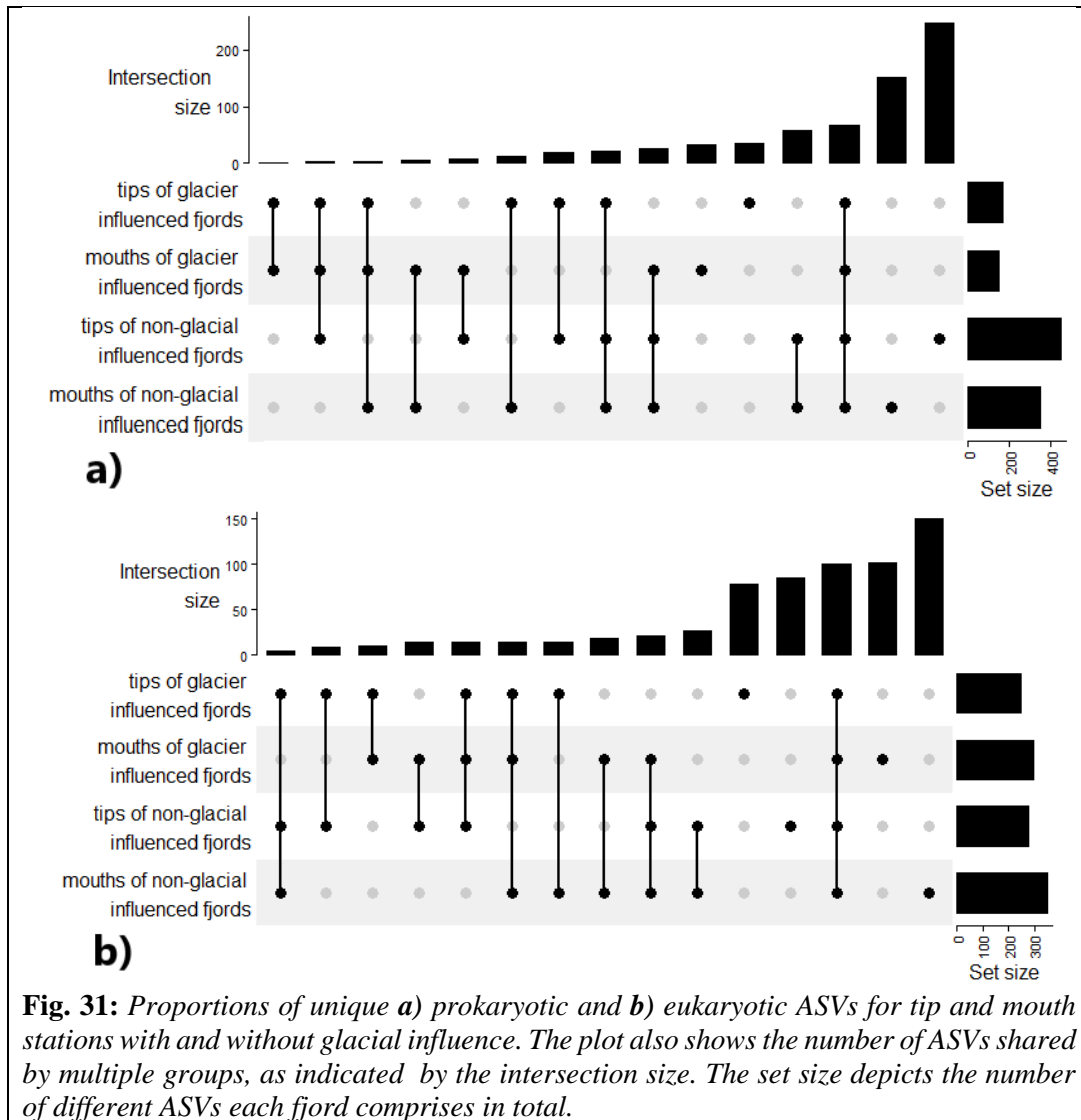 200
Intersection
size
100
0
tips of glacier
influenced fjords
mouths of glacier
influenced fjords
tips of non-glacial
influenced fjords
mouths of non-glacial
influenced fjords
0
200
400
Set size
a)
150
Intersection
size
100
50
0
tips of glacier
influenced fjords
mouths of glacier
influenced fjords
tips of non-glacial
influenced fjords
mouths of non-glacial
influenced fjords
0
100
200
300
Set size
b)
Fig. 31: Proportions of unique a) prokaryotic and b) eukaryotic ASVs for tip and mouth
stations with and without glacial influence. The plot also shows the number of ASVs shared
by multiple groups, as indicated by the intersection size. The set size depicts the number
of different ASVs each fjord comprises in total.